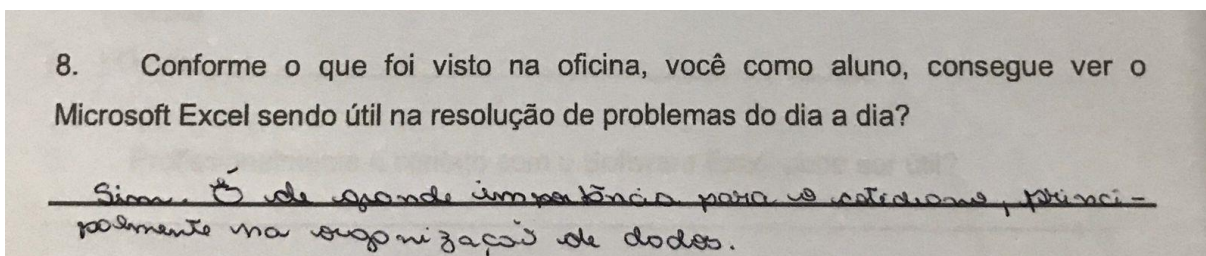 8. Conforme o que foi visto na oficina, você como aluno, consegue ver o
Microsoft Excel sendo útil na resolução de problemas do dia a dia?
Sim. É de grande importância para o cotidiano, princi-
palmente na organização de dados.